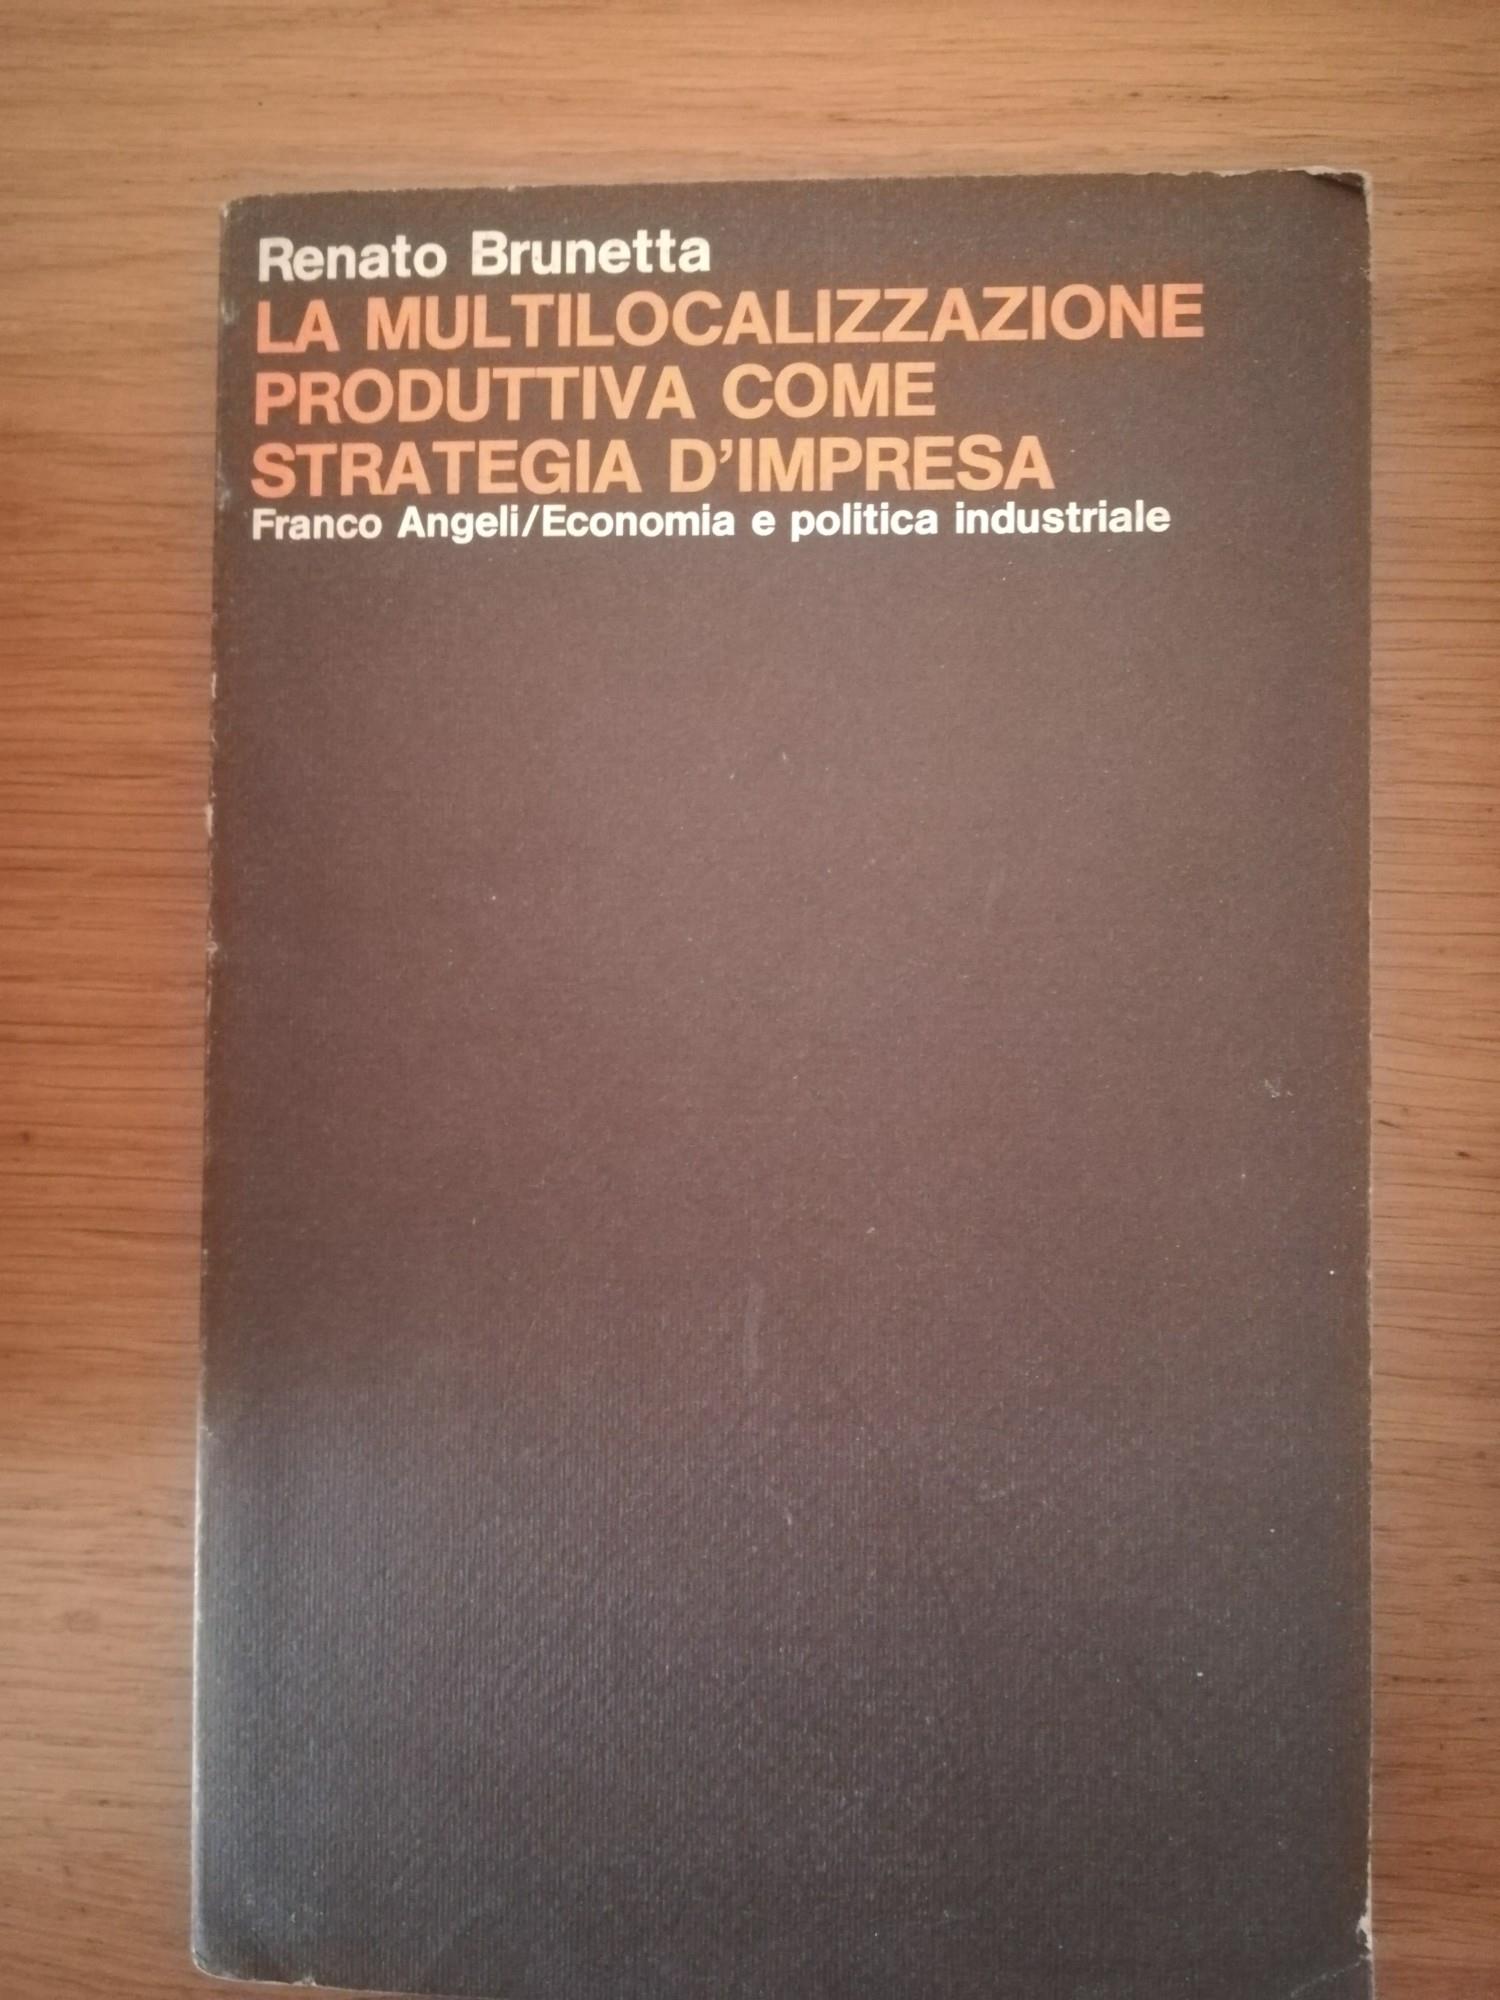 Renato Brunetta
LA MULTILOCALIZZAZIONE
PRODUTTIVA COME
STRATEGIA D'IMPRESA
Franco Angeli/Economia e politica industriale